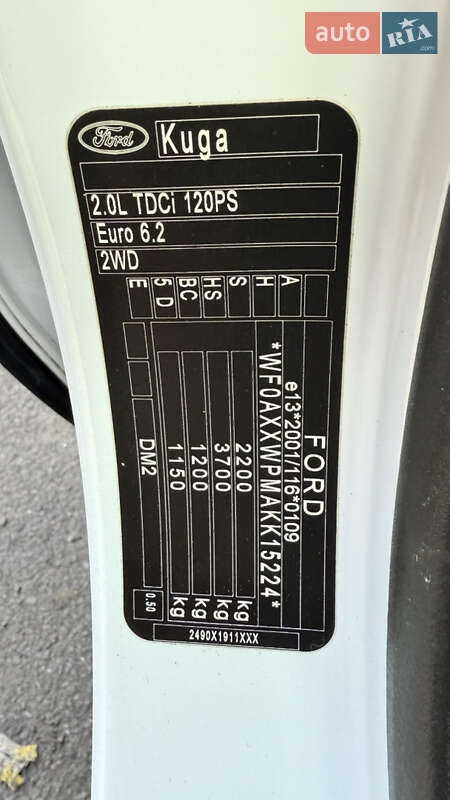 auto RIA .com
Ford Kuga
2.0L TDCi 120PS
Euro 6.2
2WD
E 5D BC HS S H A
FORD
e13*2001/116*0109
*WF0AXXWPMAKK15224*
2200 kg
3700 kg
1200 kg
1150 kg
DM2 0.50
2490X1911XXX